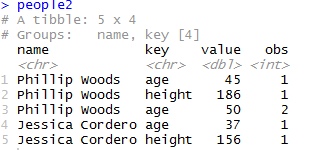 > people2
# A tibble: 5 x 4
# Groups:   name, key [4]
  name            key    value   obs
  <chr>           <chr>  <dbl> <int>
1 Phillip Woods   age       45     1
2 Phillip Woods   height   186     1
3 Phillip Woods   age       50     2
4 Jessica Cordero age       37     1
5 Jessica Cordero height   156     1